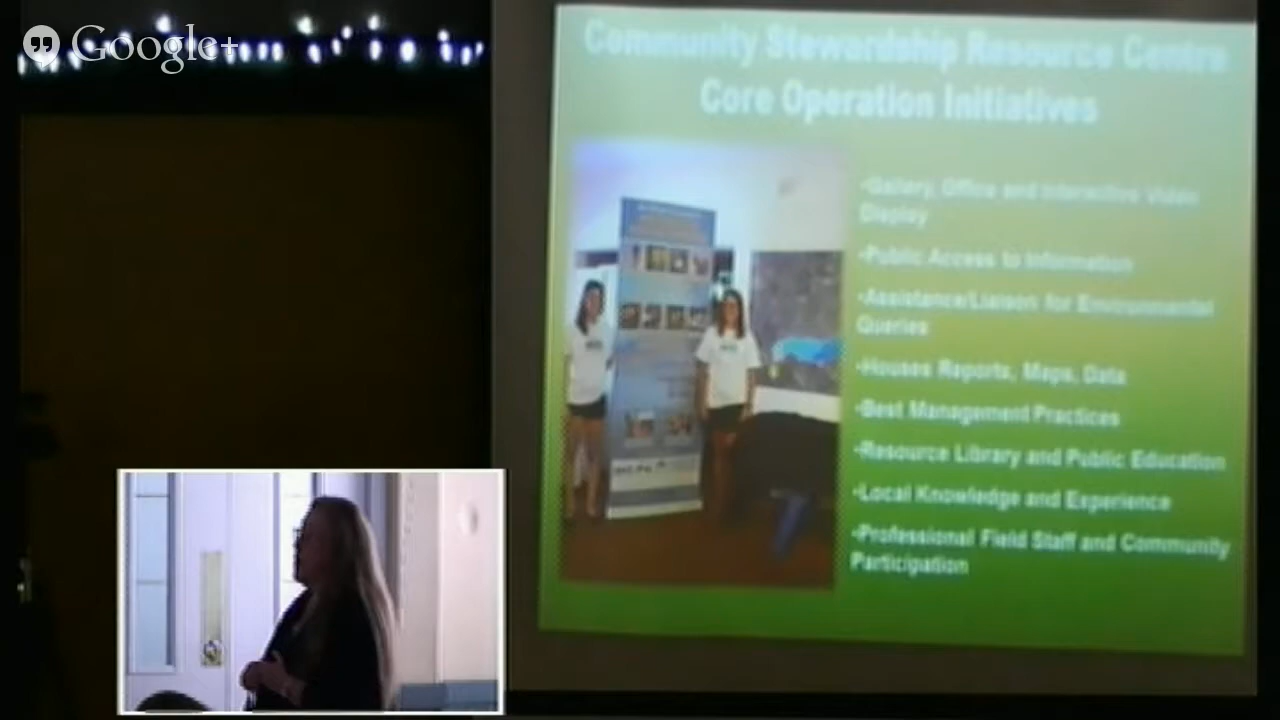 Google+
Community Stewardship Resource Centre
Core Operation Initiatives
•Gallery, Office and Interactive Video
Display
•Public Access to Information
•Assistance/Liaison for Environmental
Queries
•Houses Reports, Maps, Data
•Best Management Practices
•Resource Library and Public Education
•Local Knowledge and Experience
•Professional Field Staff and Community
Participation